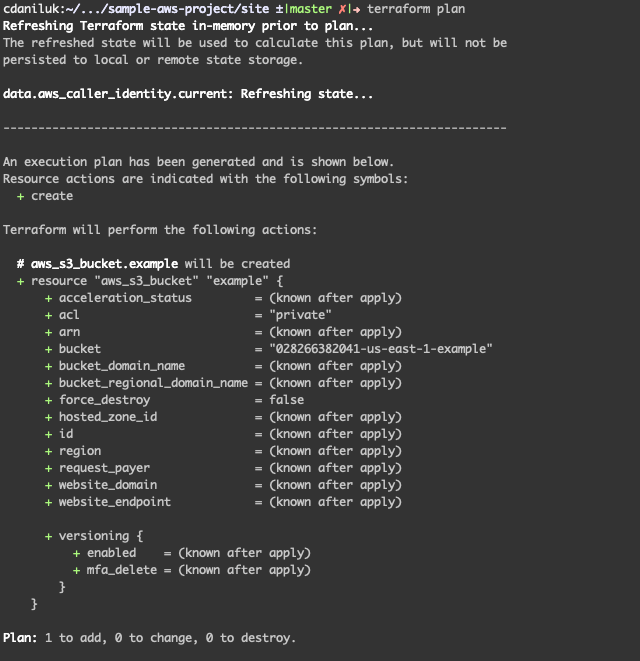 cdaniluk:~/.../sample-aws-project/site ±|master ✗|→ terraform plan
Refreshing Terraform state in-memory prior to plan...
The refreshed state will be used to calculate this plan, but will not be
persisted to local or remote state storage.

data.aws_caller_identity.current: Refreshing state...

------------------------------------------------------------------------

An execution plan has been generated and is shown below.
Resource actions are indicated with the following symbols:
  + create

Terraform will perform the following actions:

  # aws_s3_bucket.example will be created
  + resource "aws_s3_bucket" "example" {
      + acceleration_status         = (known after apply)
      + acl                         = "private"
      + arn                         = (known after apply)
      + bucket                      = "028266382041-us-east-1-example"
      + bucket_domain_name          = (known after apply)
      + bucket_regional_domain_name = (known after apply)
      + force_destroy               = false
      + hosted_zone_id              = (known after apply)
      + id                          = (known after apply)
      + region                      = (known after apply)
      + request_payer               = (known after apply)
      + website_domain              = (known after apply)
      + website_endpoint            = (known after apply)

      + versioning {
          + enabled    = (known after apply)
          + mfa_delete = (known after apply)
        }
    }

Plan: 1 to add, 0 to change, 0 to destroy.